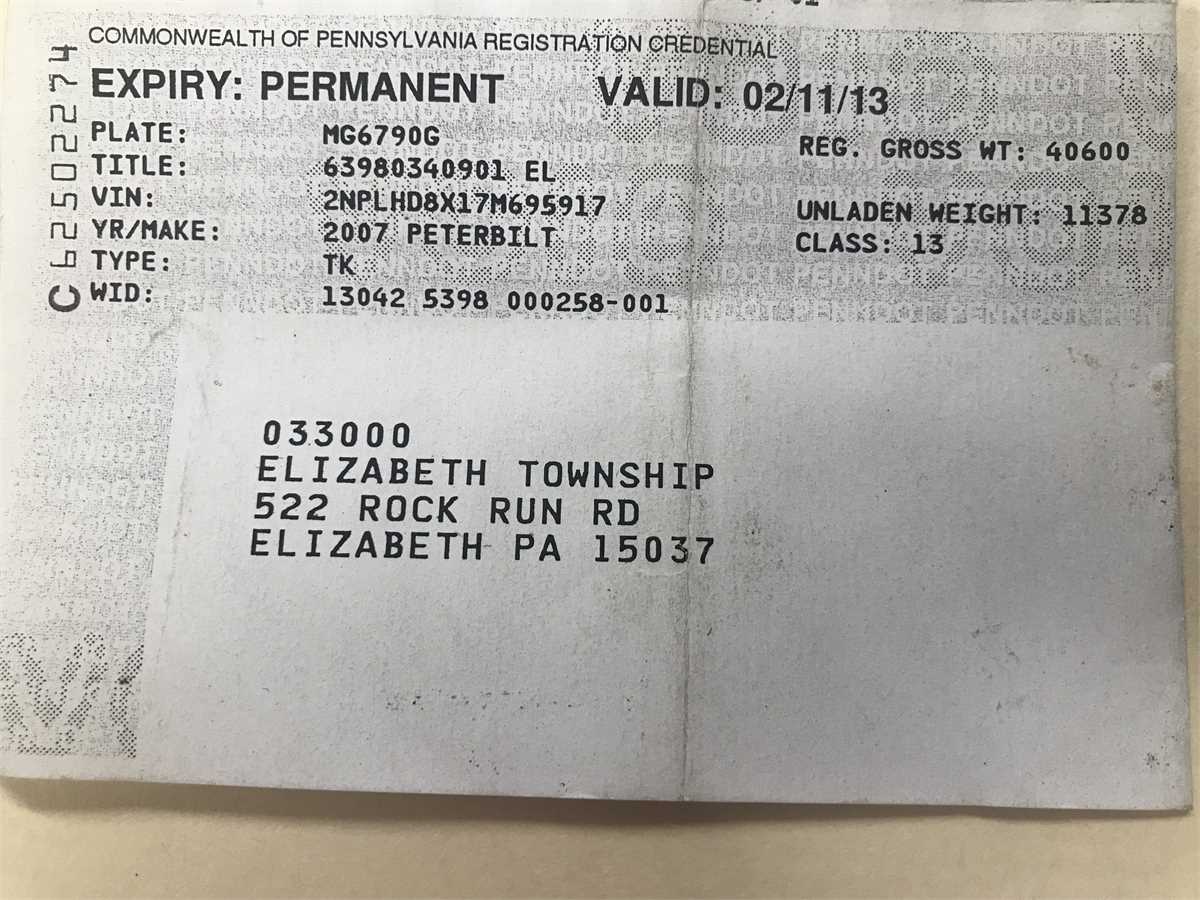 COMMONWEALTH OF PENNSYLVANIA REGISTRATION CREDENTIAL
EXPIRY: PERMANENT VALID: 02/11/13
PLATE: MG6790G REG. GROSS WT: 40600
TITLE: 63980340901 EL
VIN: 2NPLHD8X17M695917 UNLADEN WEIGHT: 11378
YR/MAKE: 2007 PETERBILT CLASS: 13
TYPE: TK
WID: 13042 5398 000258-001
033000
ELIZABETH TOWNSHIP
522 ROCK RUN RD
ELIZABETH PA 15037